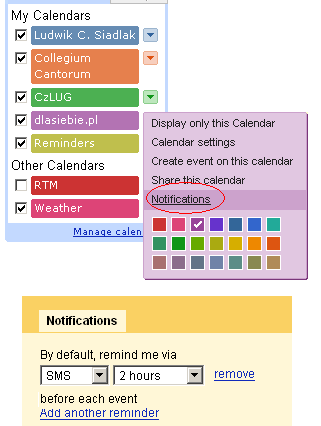 My Calendars
Ludwik C. Siadlak
Collegium
Cantorum
CzLUG
dlasiebie.pl
Reminders
Other Calendars
RTM
Weather
Manage calen
Display only this Calendar
Calendar settings
Create event on this calendar
Share this calendar
Notifications
Notifications
By default, remind me via
SMS 2 hours remove
before each event
Add another reminder